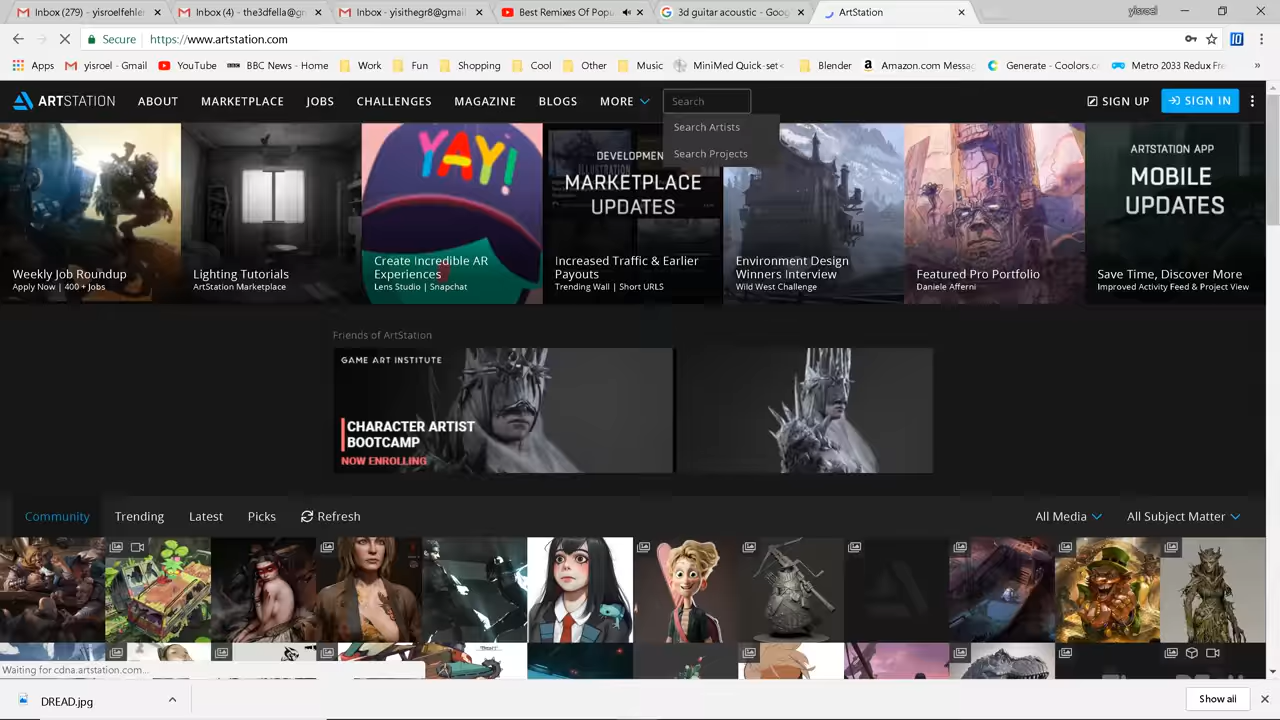 Inbox (279) - yisroelfehler
Inbox (4) - the3dfella@gr
Inbox - yisithegr8@gmail
Best Remixes Of Popu
3d guitar acoustic - Goog
ArtStation
yisroel
Secure
https://www.artstation.com
Apps
yisroel - Gmail
YouTube
BBC News - Home
Work
Fun
Shopping
Cool
Other
Music
MiniMed Quick-set
Blender
Amazon.com Messag
Generate - Coolors.c
Metro 2033 Redux Fre
»
ARTSTATION
ABOUT
MARKETPLACE
JOBS
CHALLENGES
MAGAZINE
BLOGS
MORE
Search
SIGN UP
SIGN IN
Search Artists
Search Projects
YAY!
DEVELOPMEN
MARKETPLACE
UPDATES
ARTSTATION APP
MOBILE
UPDATES
Weekly Job Roundup
Apply Now | 400 + Jobs
Lighting Tutorials
ArtStation Marketplace
Create Incredible AR
Experiences
Lens Studio | Snapchat
Increased Traffic & Earlier
Payouts
Trending Wall | Short URLS
Environment Design
Winners Interview
Wild West Challenge
Featured Pro Portfolio
Daniele Afferni
Save Time, Discover More
Improved Activity Feed & Project View
Friends of ArtStation
GAME ART INSTITUTE
CHARACTER ARTIST
BOOTCAMP
NOW ENROLLING
Community
Trending
Latest
Picks
Refresh
All Media
All Subject Matter
Waiting for cdna.artstation.com...
DREAD.jpg
Show all